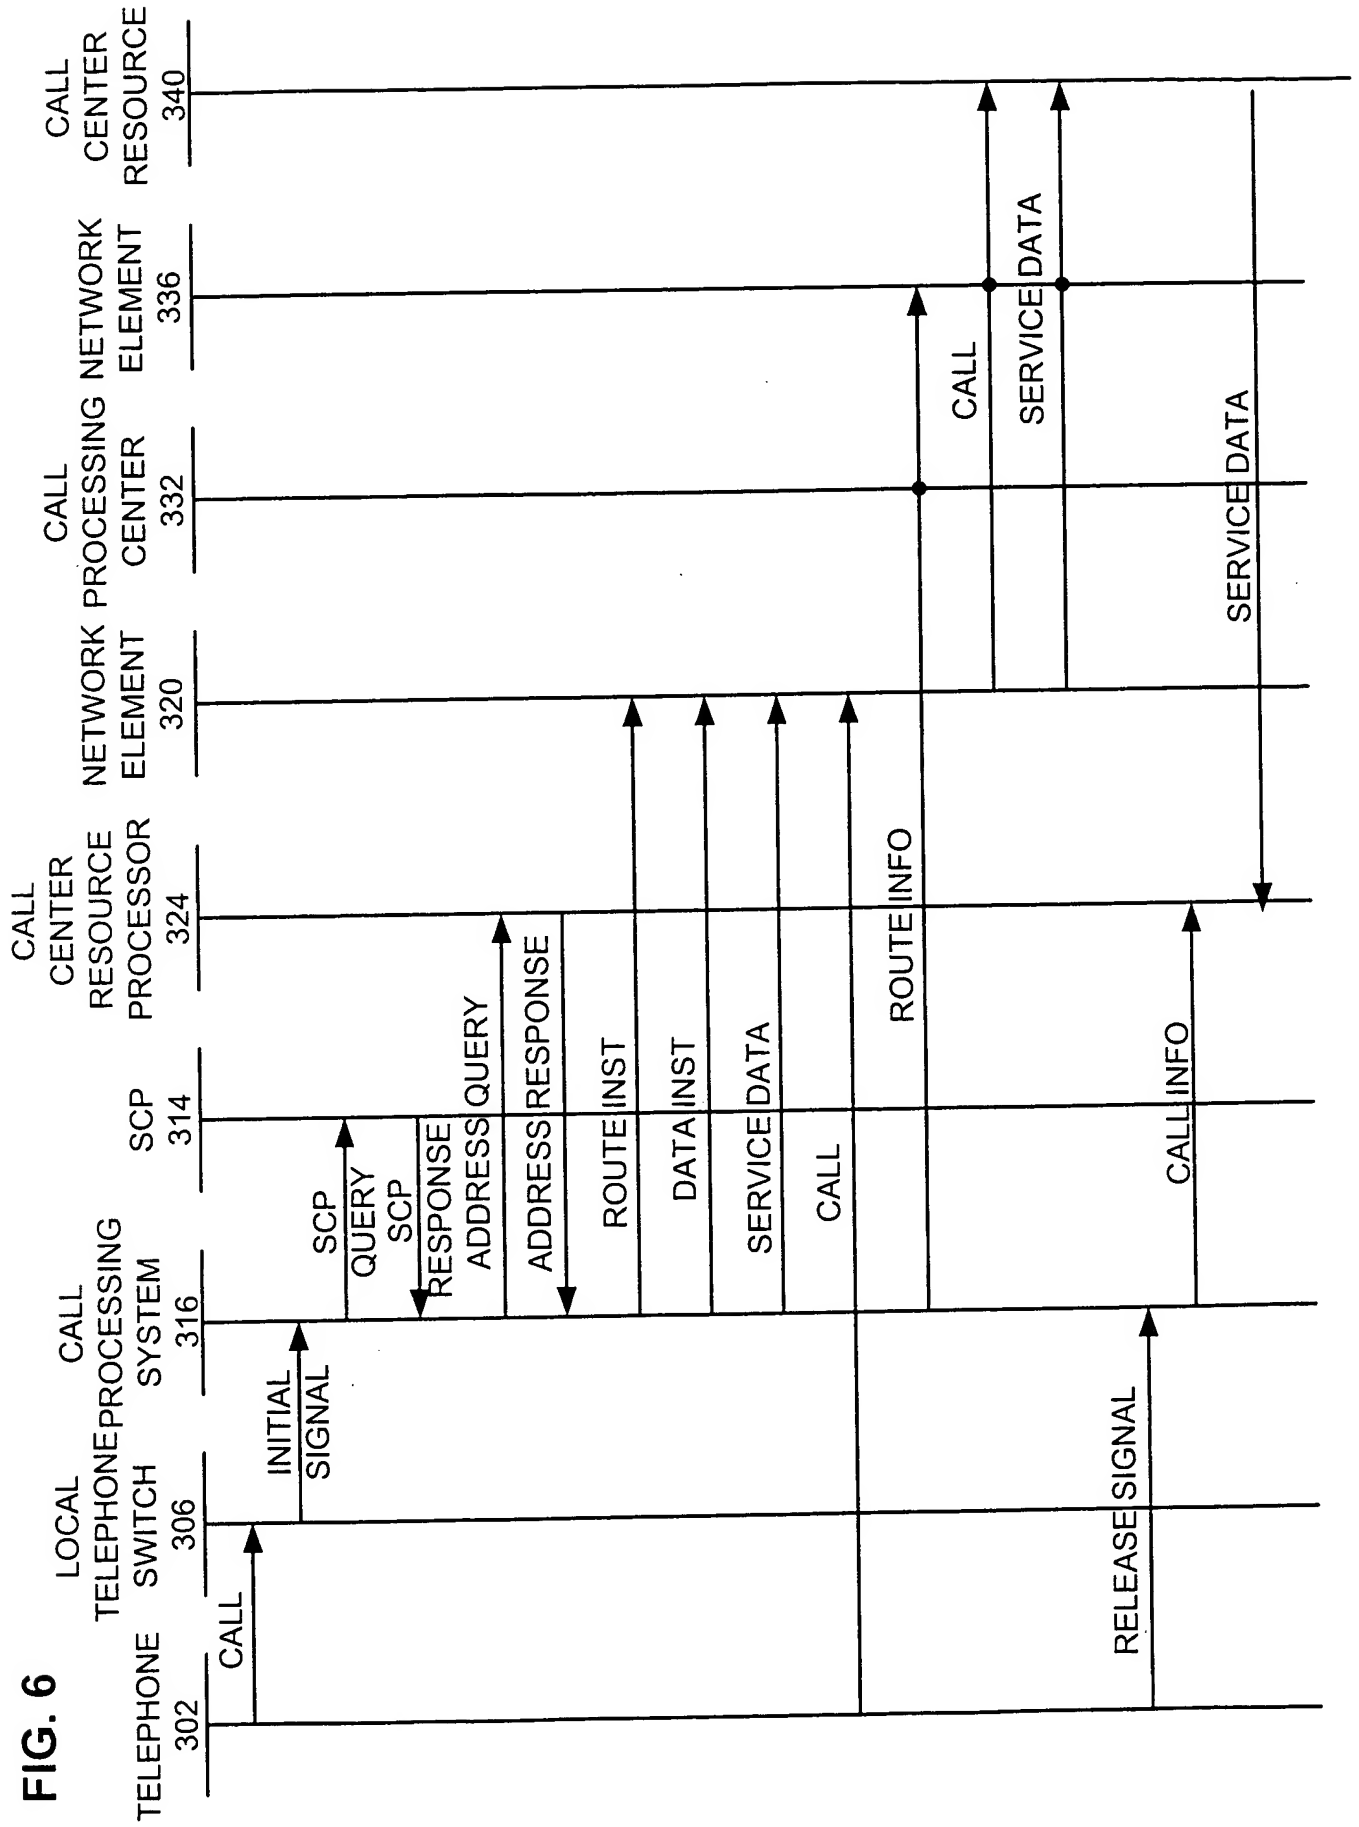 FIG. 6
TELEPHONE
302
LOCAL
TELEPHONE
SWITCH
306
CALL
PROCESSING
SYSTEM
316
SCP
314
CALL
CENTER
RESOURCE
PROCESSOR
324
NETWORK
ELEMENT
320
CALL
PROCESSING
CENTER
332
NETWORK
ELEMENT
336
CALL
CENTER
RESOURCE
340
CALL
INITIAL
SIGNAL
SCP
QUERY
SCP
RESPONSE
ADDRESS QUERY
ADDRESS RESPONSE
ROUTE INST
DATA INST
SERVICE DATA
CALL
ROUTE INFO
CALL
SERVICE DATA
RELEASE SIGNAL
CALL INFO
SERVICE DATA